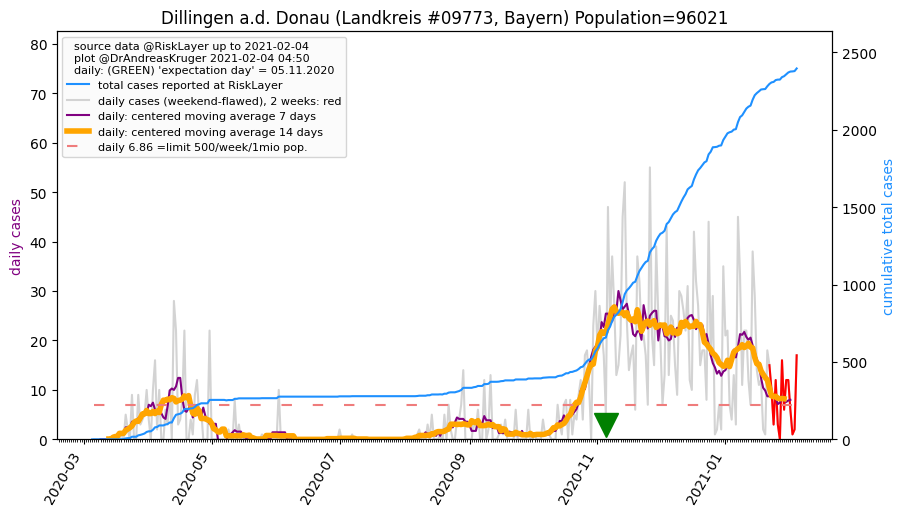 Dillingen a.d. Donau (Landkreis #09773, Bayern) Population=96021
source data @RiskLayer up to 2021-02-04
plot @DrAndreasKruger 2021-02-04 04:50
daily: (GREEN) 'expectation day' = 05.11.2020
total cases reported at RiskLayer
daily cases (weekend-flawed), 2 weeks: red
daily: centered moving average 7 days
daily: centered moving average 14 days
daily 6.86 =limit 500/week/1mio pop.
daily cases
80
70
60
50
40
30
20
10
0
cumulative total cases
2500
2000
1500
1000
500
0
2020-03
2020-05
2020-07
2020-09
2020-11
2021-01